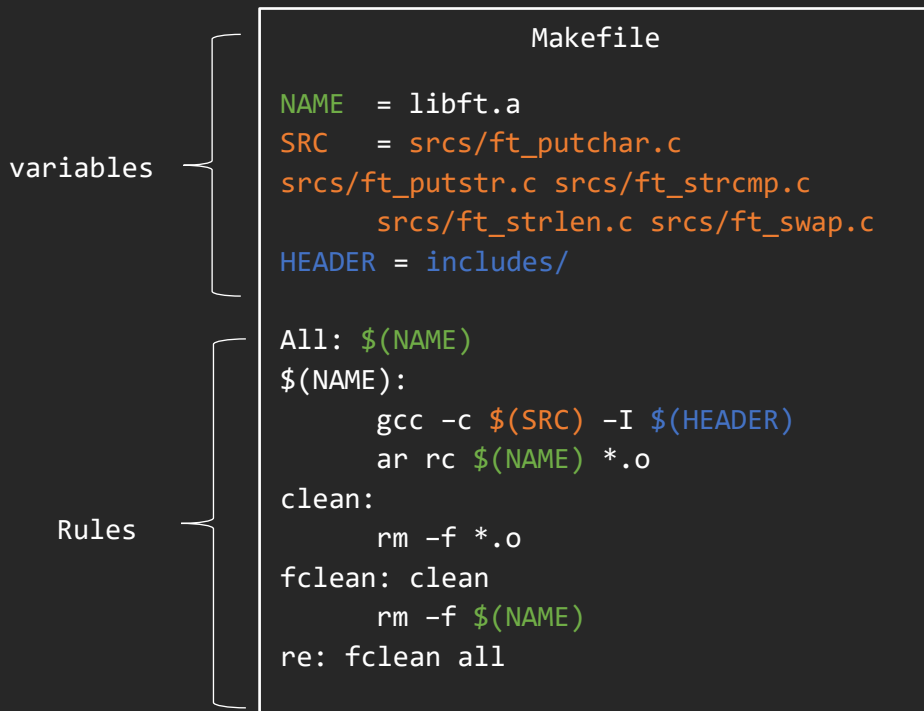 Makefile
NAME  = libft.a
SRC   = srcs/ft_putchar.c
srcs/ft_putstr.c srcs/ft_strcmp.c
srcs/ft_strlen.c srcs/ft_swap.c
HEADER = includes/
variables
All: $(NAME)
$(NAME):
gcc –c $(SRC) –I $(HEADER)
ar rc $(NAME) *.o
clean:
rm –f *.o
fclean: clean
rm –f $(NAME)
re: fclean all
Rules